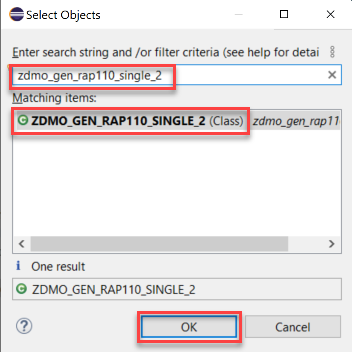 Select Objects
Enter search string and /or filter criteria (see help for detai
zdmo_gen_rap110_single_2
Matching items:
ZDMO_GEN_RAP110_SINGLE_2 (Class) zdmo_gen_rap11
One result
ZDMO_GEN_RAP110_SINGLE_2
OK Cancel